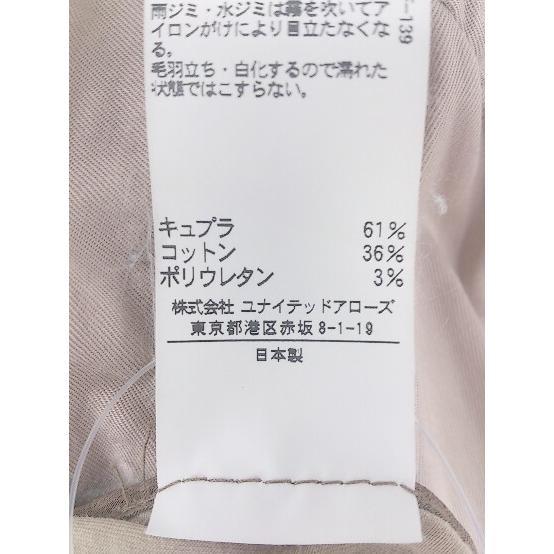 雨ジミ・水ジミは霧を吹いてア
イロンがけにより目立たなくな
る。
毛羽立ち・白化するので濡れた
状態ではこすらない。
-139
キュプラ 61%
コットン 36%
ポリウレタン 3%
株式会社 ユナイテッドアローズ
東京都港区赤坂 8-1-19
日本製